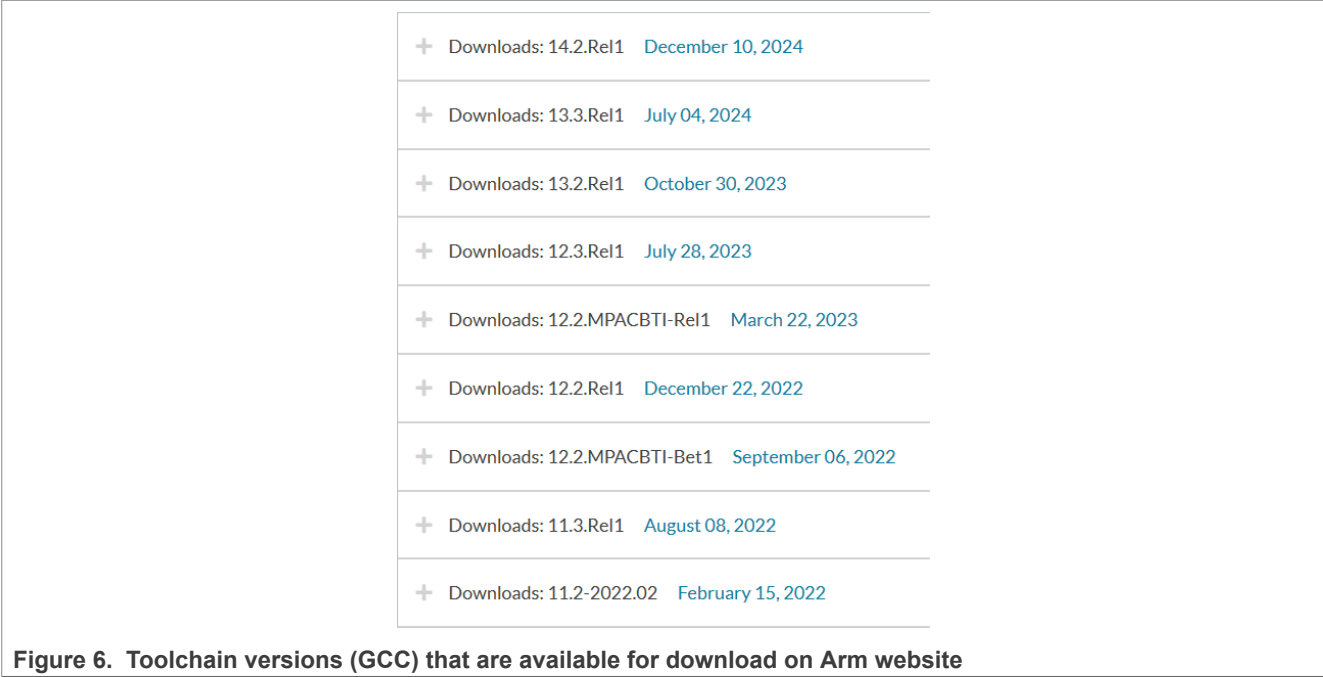 Downloads: 14.2.Rel1 December 10, 2024
Downloads: 13.3.Rel1 July 04, 2024
Downloads: 13.2.Rel1 October 30, 2023
Downloads: 12.3.Rel1 July 28, 2023
Downloads: 12.2.MPACBTI-Rel1 March 22, 2023
Downloads: 12.2.Rel1 December 22, 2022
Downloads: 12.2.MPACBTI-Bet1 September 06, 2022
Downloads: 11.3.Rel1 August 08, 2022
Downloads: 11.2-2022.02 February 15, 2022
Figure 6. Toolchain versions (GCC) that are available for download on Arm website